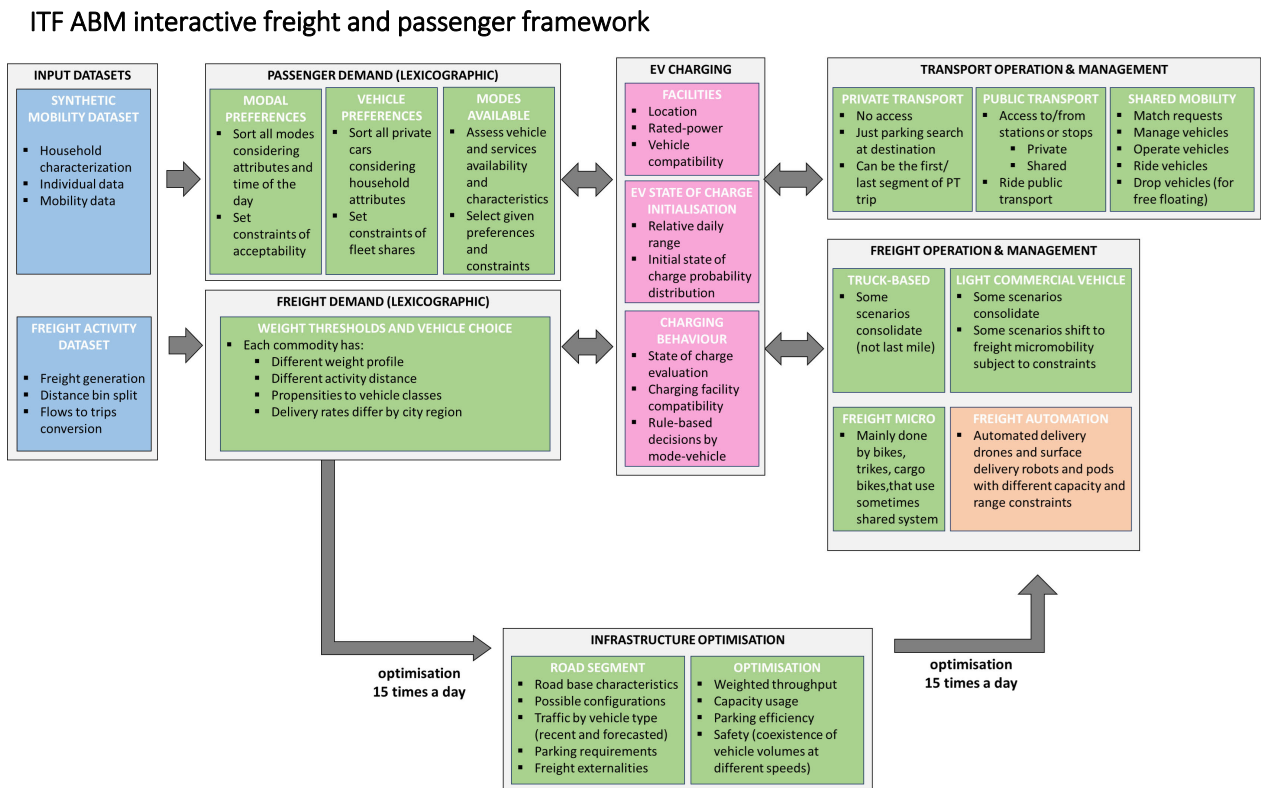 ITF ABM interactive freight and passenger framework
INPUT DATASETS
SYNTHETIC
MOBILITY DATASET
▪ Household
characterization
▪ Individual data
▪ Mobility data
FREIGHT ACTIVITY
DATASET
▪ Freight generation
▪ Distance bin split
▪ Flows to trips
conversion
PASSENGER DEMAND (LEXICOGRAPHIC)
MODAL
PREFERENCES
▪ Sort all modes
considering
attributes and
time of the
day
▪ Set
constraints of
acceptability
VEHICLE
PREFERENCES
▪ Sort all private
cars
considering
household
attributes
▪ Set
constraints of
fleet shares
MODES
AVAILABLE
▪ Assess vehicle
and services
availability
and
characteristics
▪ Select given
preferences
and
constraints
FREIGHT DEMAND (LEXICOGRAPHIC)
WEIGHT THRESHOLDS AND VEHICLE CHOICE
▪ Each commodity has:
▪ Different weight profile
▪ Different activity distance
▪ Propensities to vehicle classes
▪ Delivery rates differ by city region
EV CHARGING
FACILITIES
▪ Location
▪ Rated-power
▪ Vehicle
compatibility
EV STATE OF CHARGE
INITIALISATION
▪ Relative daily
range
▪ Initial state of
charge probability
distribution
CHARGING
BEHAVIOUR
▪ State of charge
evaluation
▪ Charging facility
compatibility
▪ Rule-based
decisions by
mode-vehicle
TRANSPORT OPERATION & MANAGEMENT
PRIVATE TRANSPORT
▪ No access
▪ Just parking search
at destination
▪ Can be the first/
last segment of PT
trip
PUBLIC TRANSPORT
▪ Access to/from
stations or stops
▪ Private
▪ Shared
▪ Ride public
transport
SHARED MOBILITY
▪ Match requests
▪ Manage vehicles
▪ Operate vehicles
▪ Ride vehicles
▪ Drop vehicles (for
free floating)
FREIGHT OPERATION & MANAGEMENT
TRUCK-BASED
▪ Some
scenarios
consolidate
(not last mile)
LIGHT COMMERCIAL VEHICLE
▪ Some scenarios
consolidate
▪ Some scenarios shift to
freight micromobility
subject to constraints
FREIGHT MICRO
▪ Mainly done
by bikes,
trikes, cargo
bikes,that use
sometimes
shared system
FREIGHT AUTOMATION
▪ Automated delivery
drones and surface
delivery robots and pods
with different capacity and
range constraints
optimisation
15 times a day
INFRASTRUCTURE OPTIMISATION
ROAD SEGMENT
▪ Road base characteristics
▪ Possible configurations
▪ Traffic by vehicle type
(recent and forecasted)
▪ Parking requirements
▪ Freight externalities
OPTIMISATION
▪ Weighted throughput
▪ Capacity usage
▪ Parking efficiency
▪ Safety (coexistence of
vehicle volumes at
different speeds)
optimisation
15 times a day